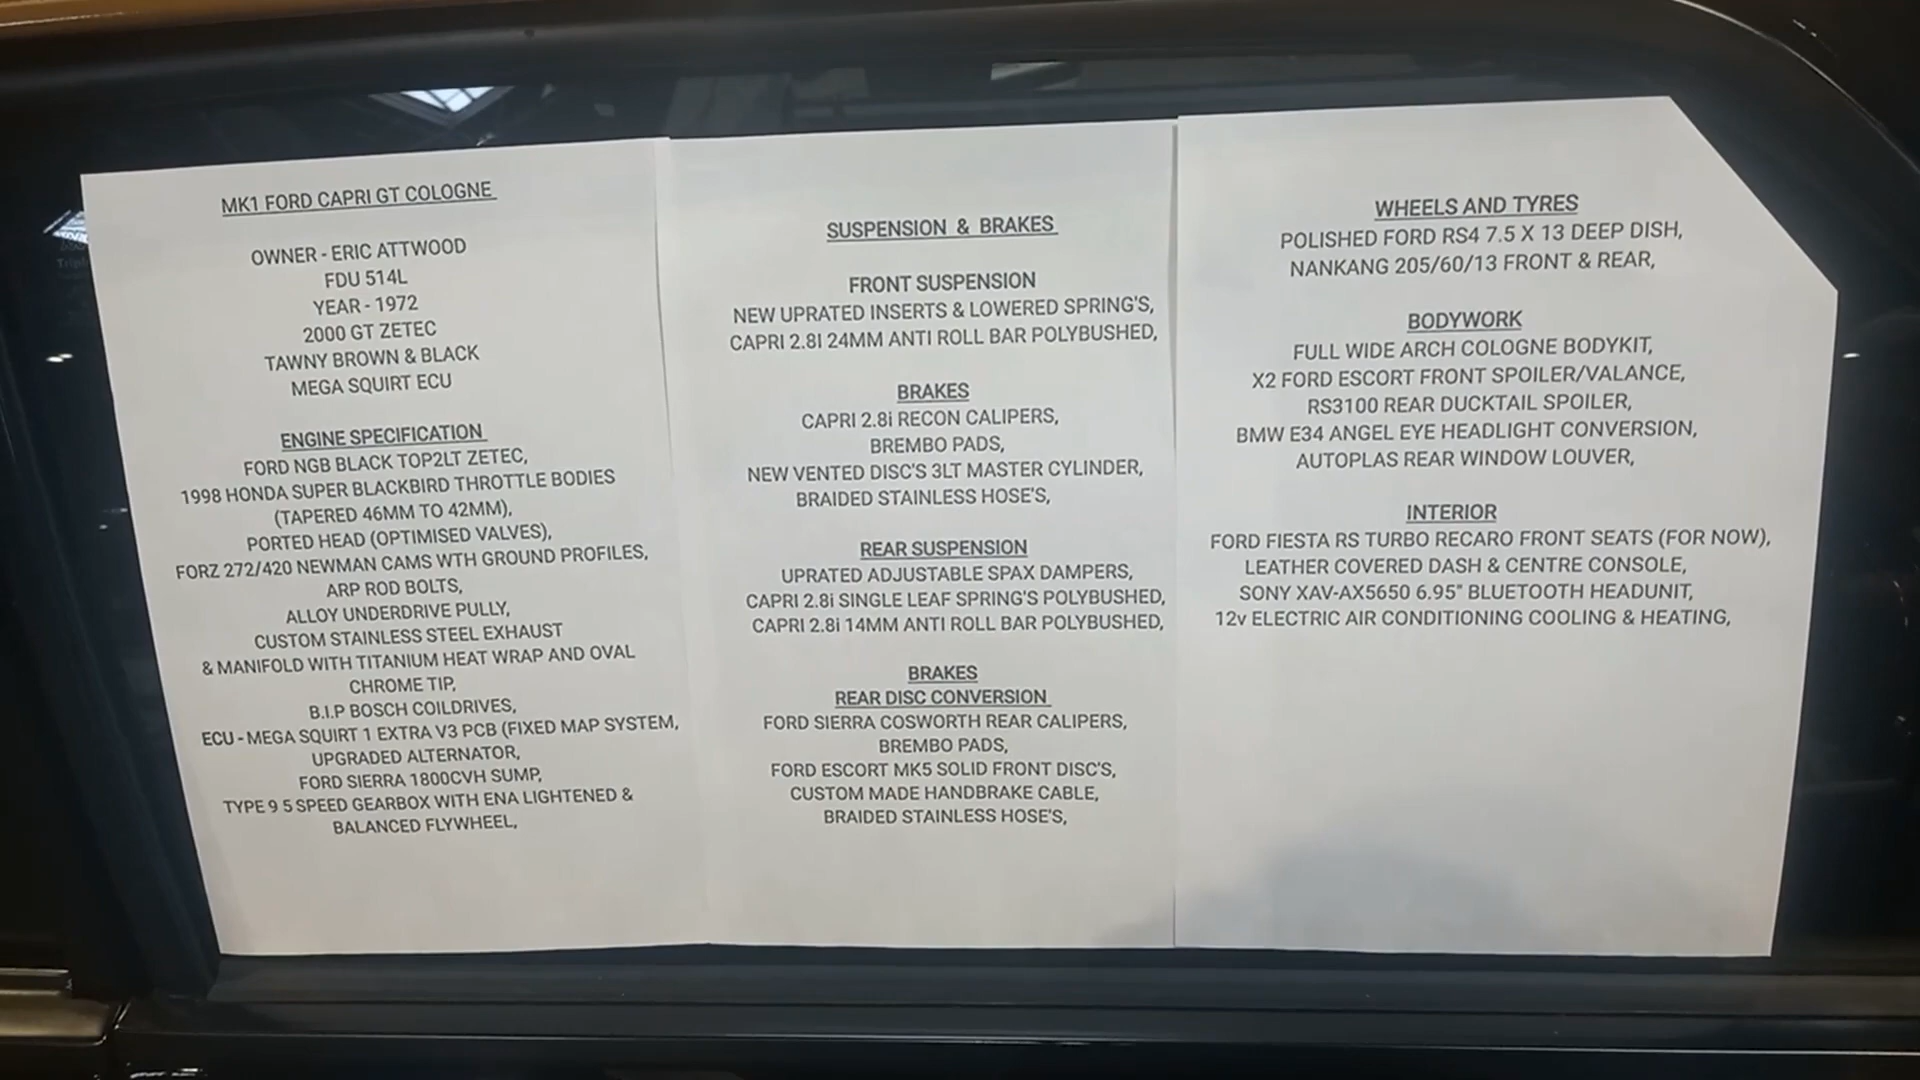 MK1 FORD CAPRI GT COLOGNE
OWNER - ERIC ATTWOOD
FDU 514L
YEAR - 1972
2000 GT ZETEC
TAWNY BROWN & BLACK
MEGA SQUIRT ECU
ENGINE SPECIFICATION
FORD NGB BLACK TOP2LT ZETEC,
1998 HONDA SUPER BLACKBIRD THROTTLE BODIES
(TAPERED 46MM TO 42MM),
PORTED HEAD (OPTIMISED VALVES),
FORZ 272/420 NEWMAN CAMS WTH GROUND PROFILES,
ARP ROD BOLTS,
ALLOY UNDERDRIVE PULLY,
CUSTOM STAINLESS STEEL EXHAUST
& MANIFOLD WITH TITANIUM HEAT WRAP AND OVAL
CHROME TIP,
B.I.P BOSCH COILDRIVES,
ECU - MEGA SQUIRT 1 EXTRA V3 PCB (FIXED MAP SYSTEM,
UPGRADED ALTERNATOR,
FORD SIERRA 1800CVH SUMP,
TYPE 9 5 SPEED GEARBOX WITH ENA LIGHTENED &
BALANCED FLYWHEEL,
SUSPENSION & BRAKES
FRONT SUSPENSION
NEW UPRATED INSERTS & LOWERED SPRING'S,
CAPRI 2.8I 24MM ANTI ROLL BAR POLYBUSHED,
BRAKES
CAPRI 2.8i RECON CALIPERS,
BREMBO PADS,
NEW VENTED DISC'S 3LT MASTER CYLINDER,
BRAIDED STAINLESS HOSE'S,
REAR SUSPENSION
UPRATED ADJUSTABLE SPAX DAMPERS,
CAPRI 2.8i SINGLE LEAF SPRING'S POLYBUSHED,
CAPRI 2.8i 14MM ANTI ROLL BAR POLYBUSHED,
BRAKES
REAR DISC CONVERSION
FORD SIERRA COSWORTH REAR CALIPERS,
BREMBO PADS,
FORD ESCORT MK5 SOLID FRONT DISC'S,
CUSTOM MADE HANDBRAKE CABLE,
BRAIDED STAINLESS HOSE'S,
WHEELS AND TYRES
POLISHED FORD RS4 7.5 X 13 DEEP DISH,
NANKANG 205/60/13 FRONT & REAR,
BODYWORK
FULL WIDE ARCH COLOGNE BODYKIT,
X2 FORD ESCORT FRONT SPOILER/VALANCE,
RS3100 REAR DUCKTAIL SPOILER,
BMW E34 ANGEL EYE HEADLIGHT CONVERSION,
AUTOPLAS REAR WINDOW LOUVER,
INTERIOR
FORD FIESTA RS TURBO RECARO FRONT SEATS (FOR NOW),
LEATHER COVERED DASH & CENTRE CONSOLE,
SONY XAV-AX5650 6.95" BLUETOOTH HEADUNIT,
12v ELECTRIC AIR CONDITIONING COOLING & HEATING,